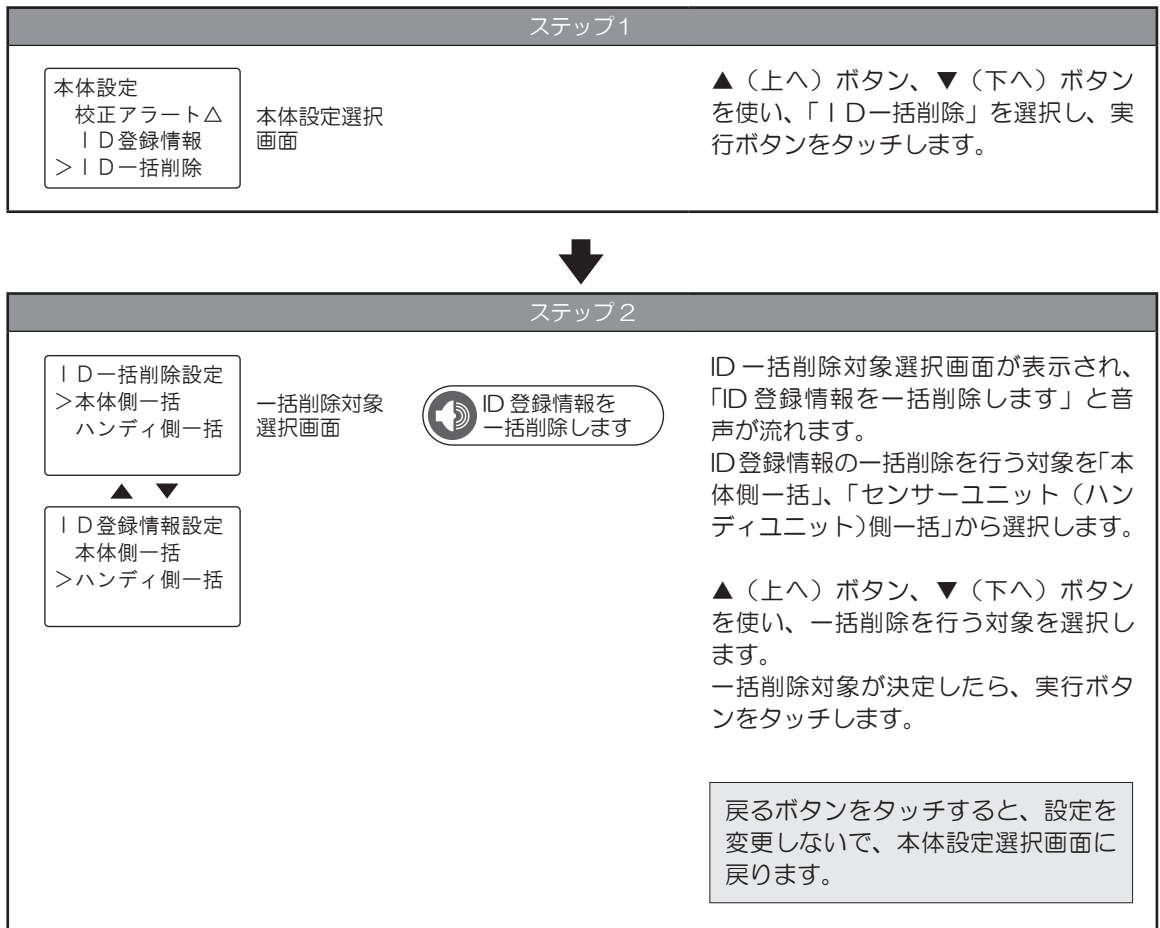 ステップ1
本体設定
校正アラート△
ID登録情報
>ID一括削除
本体設定選択
画面
▲（上へ）ボタン、▼（下へ）ボタン
を使い、「ID一括削除」を選択し、実
行ボタンをタッチします。
ステップ2
ID一括削除設定
>本体側一括
ハンディ側一括
▲ ▼
ID登録情報設定
本体側一括
>ハンディ側一括
一括削除対象
選択画面
ID 登録情報を
一括削除します
ID 一括削除対象選択画面が表示され、
「ID 登録情報を一括削除します」と音
声が流れます。
ID登録情報の一括削除を行う対象を「本
体側一括」、「センサーユニット（ハン
ディユニット）側一括」から選択します。
▲（上へ）ボタン、▼（下へ）ボタン
を使い、一括削除を行う対象を選択し
ます。
一括削除対象が決定したら、実行ボタ
ンをタッチします。
戻るボタンをタッチすると、設定を
変更しないで、本体設定選択画面に
戻ります。